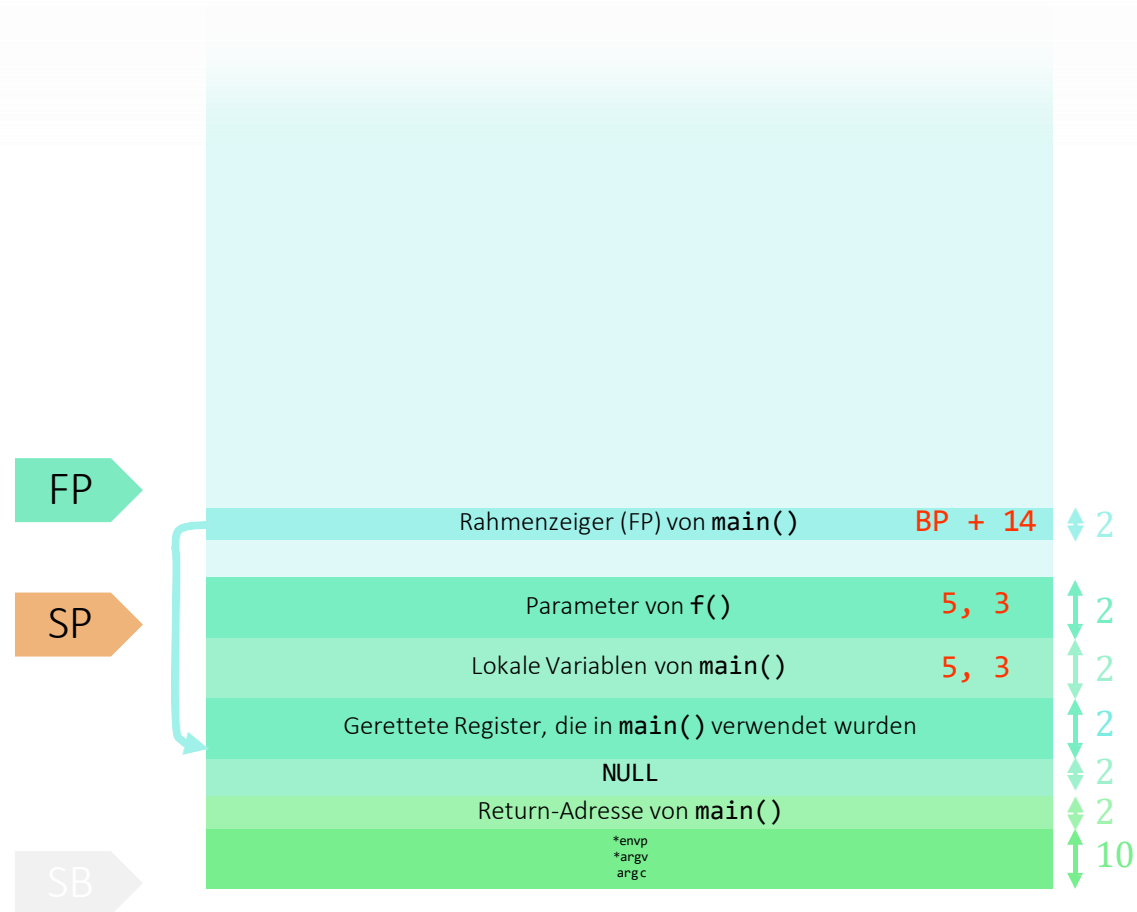 FP
Rahmenzeiger (FP) von main() BP + 14 2
SP
Parameter von f() 5, 3 2
Lokale Variablen von main() 5, 3 2
Gerettete Register, die in main() verwendet wurden 2
NULL 2
Return-Adresse von main() 2
*envp
*argv
argc
10
SB